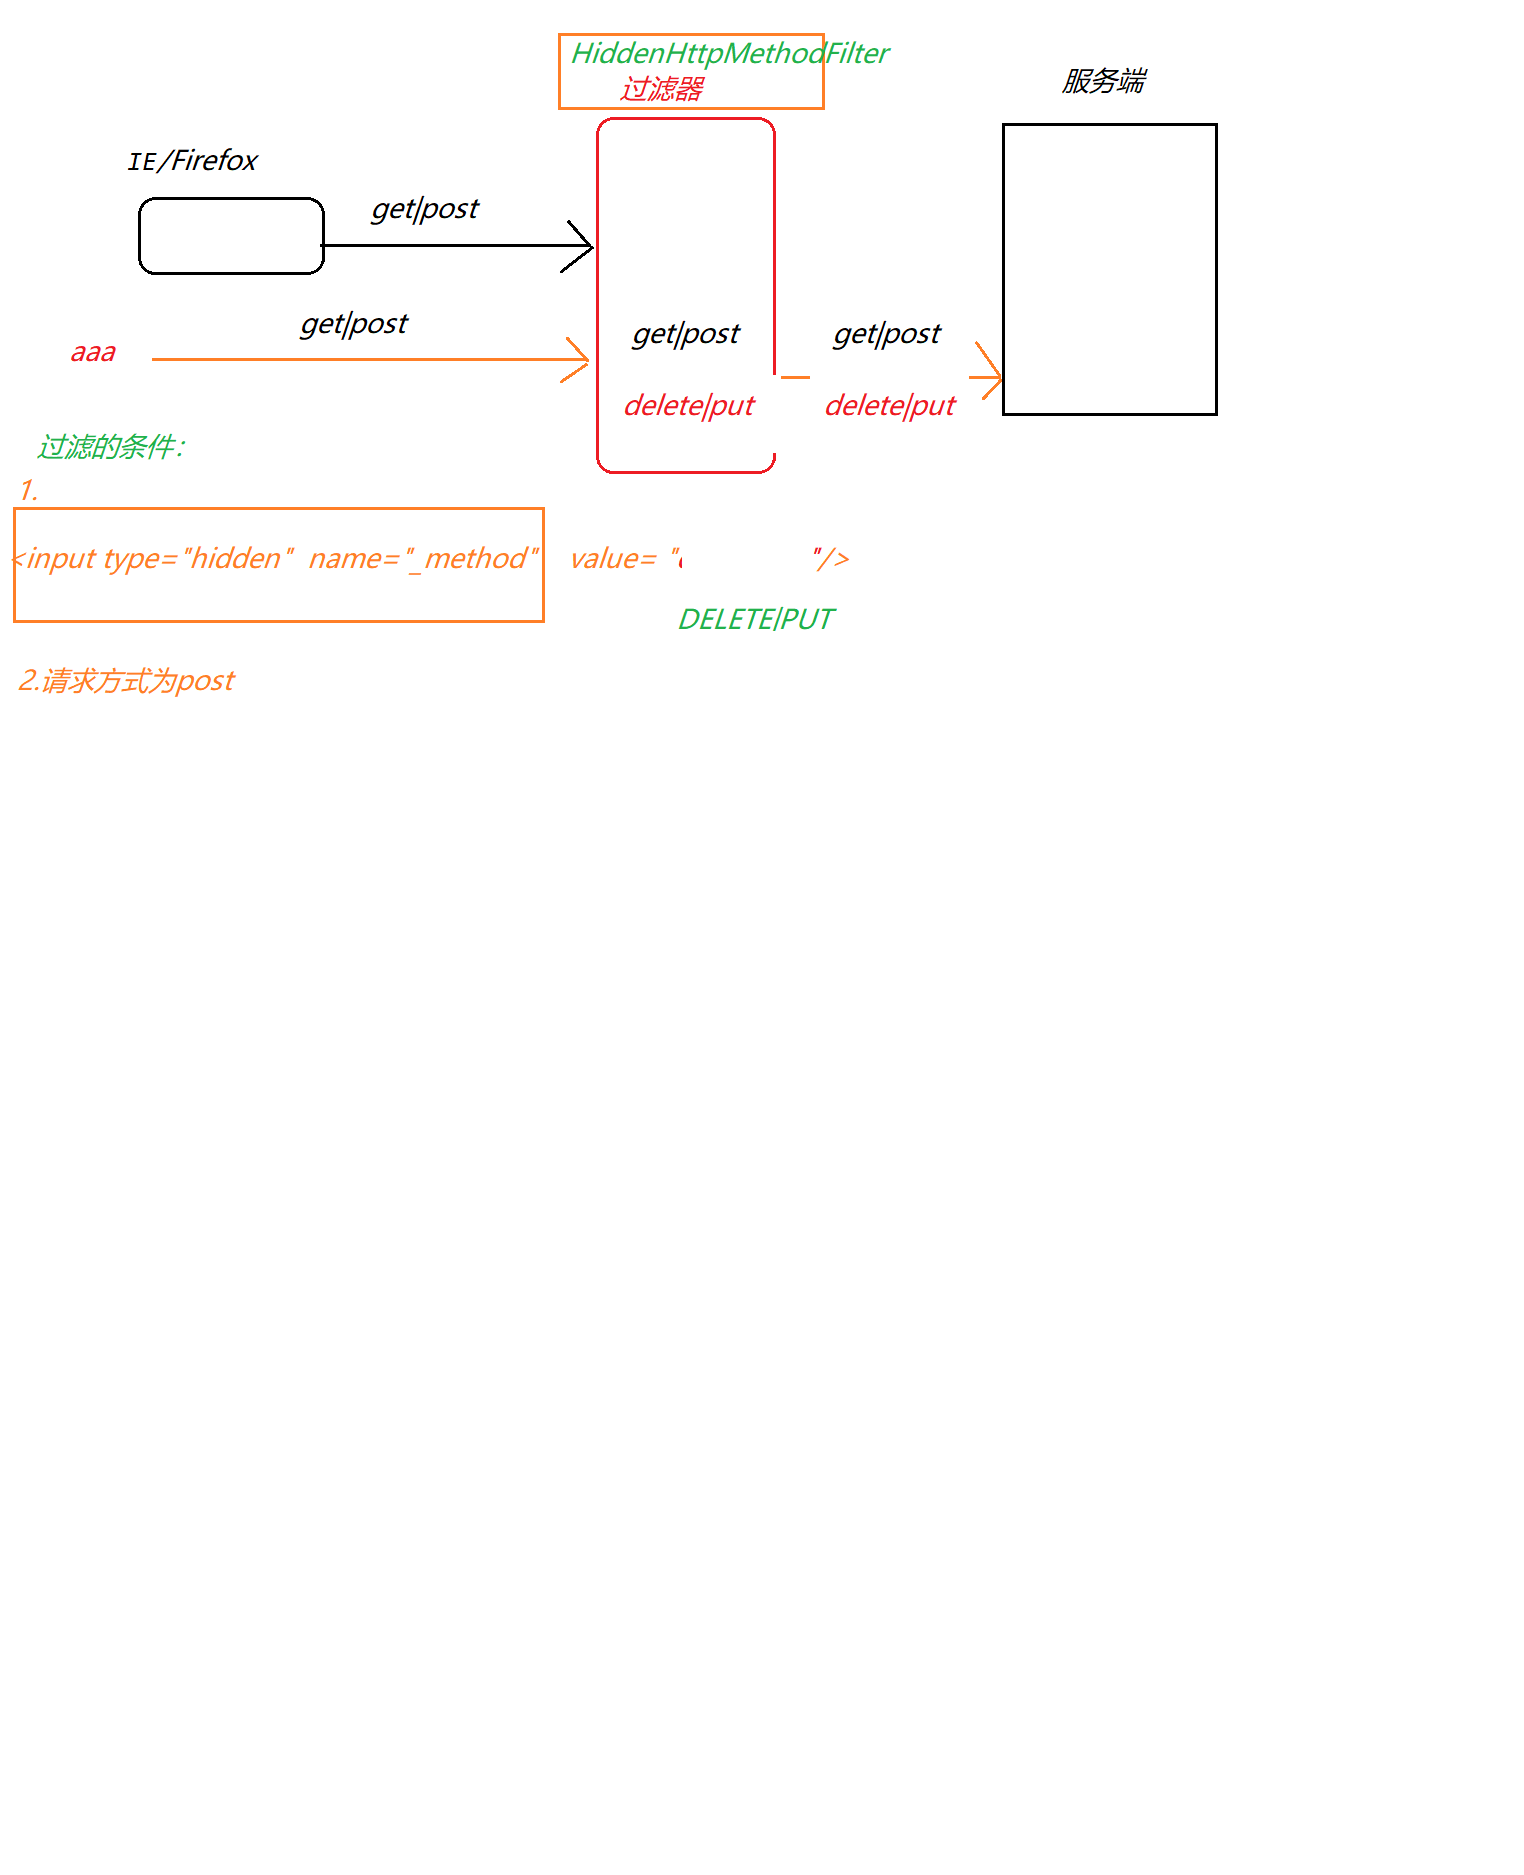 HiddenHttpMethodFilter
过滤器
服务端
IE/Firefox
get|post
get|post
get|post
get|post
aaa
delete|put
delete|put
过滤的条件：
1.
<input type="hidden" name="_method" value= " "/>
DELETE|PUT
2.请求方式为post